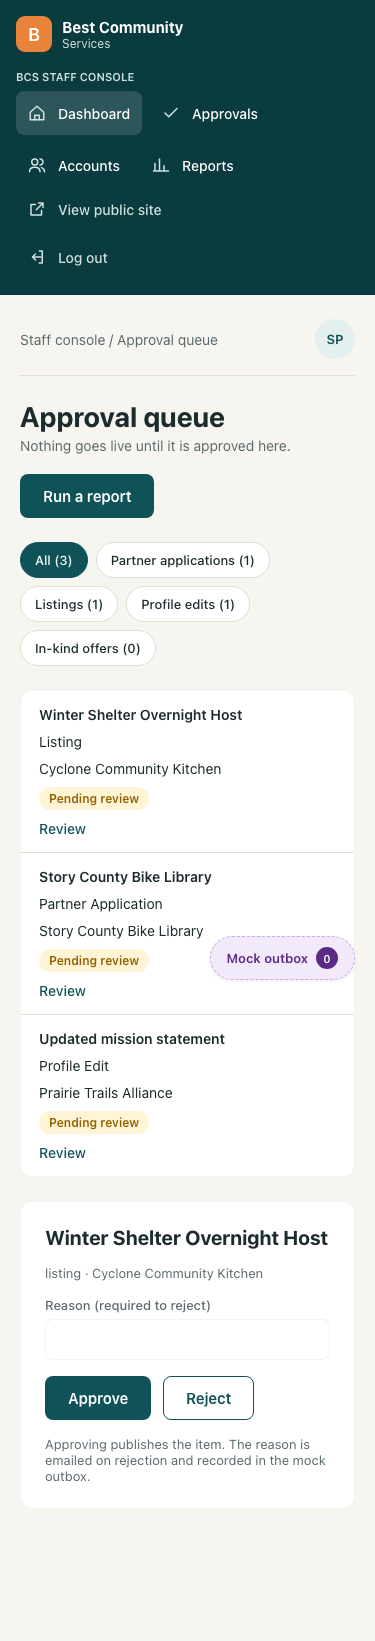 B
Best Community
Services
BCS STAFF CONSOLE
Dashboard
Approvals
Accounts
Reports
View public site
Log out
Staff console / Approval queue
SP
Approval queue
Nothing goes live until it is approved here.
Run a report
All (3)
Partner applications (1)
Listings (1)
Profile edits (1)
In-kind offers (0)
Winter Shelter Overnight Host
Listing
Cyclone Community Kitchen
Pending review
Review
Story County Bike Library
Partner Application
Story County Bike Library
Pending review
Mock outbox 0
Review
Updated mission statement
Profile Edit
Prairie Trails Alliance
Pending review
Review
Winter Shelter Overnight Host
listing · Cyclone Community Kitchen
Reason (required to reject)
Approve
Reject
Approving publishes the item. The reason is
emailed on rejection and recorded in the mock
outbox.